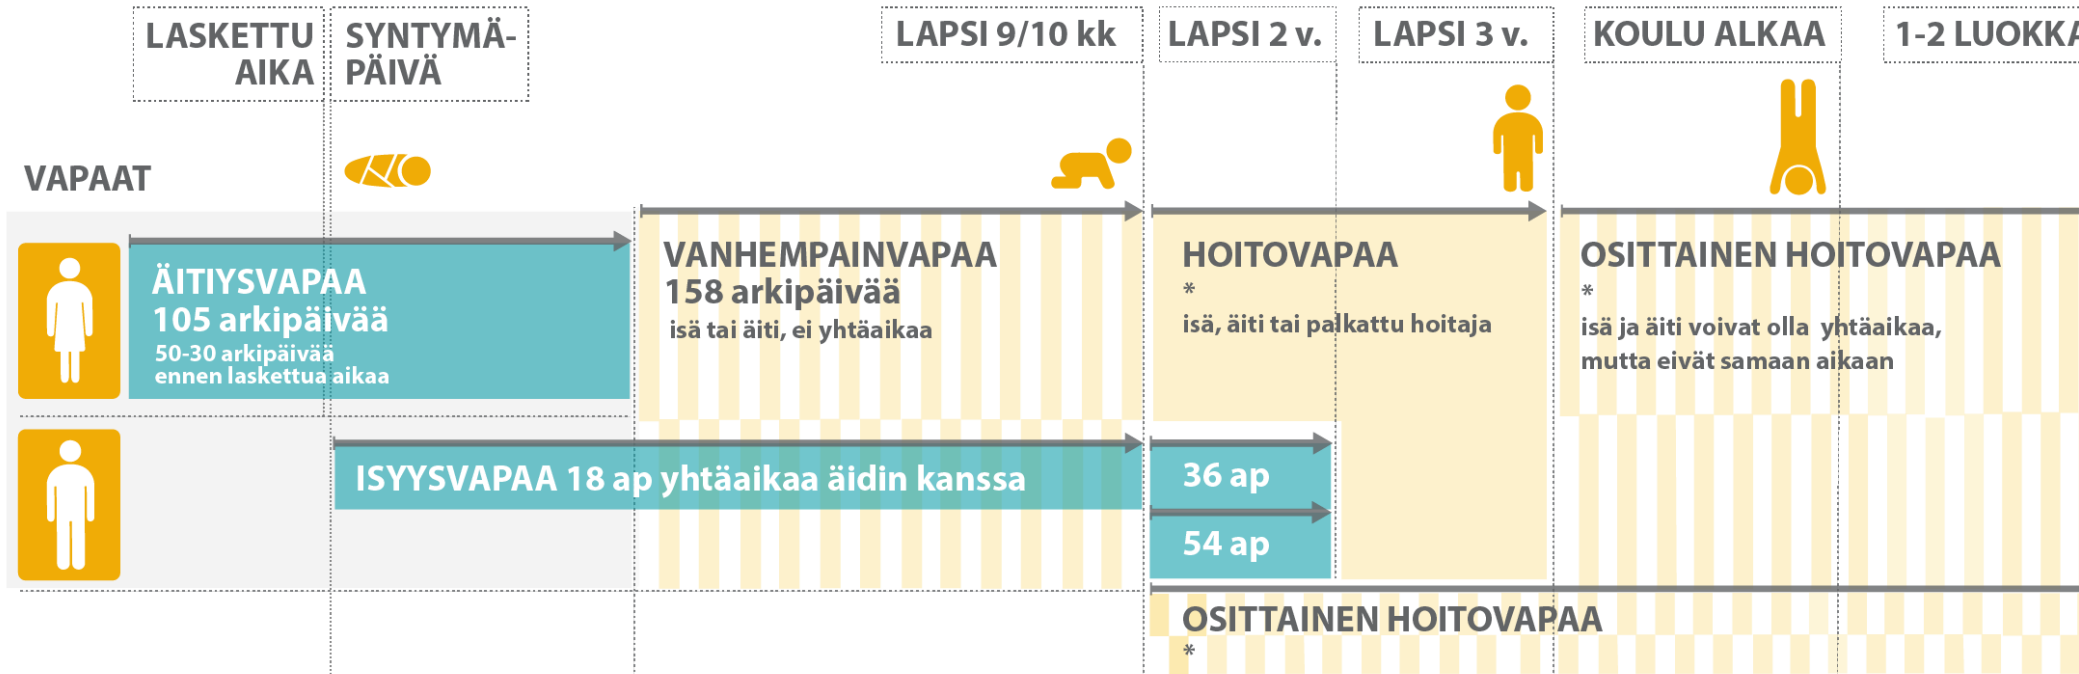 LASKETTU
AIKA
SYNTYMÄ-
PÄIVÄ
LAPSI 9/10 kk
LAPSI 2 v.
LAPSI 3 v.
KOULU ALKAA
1-2 LUOKKA
VAPAAT
ÄITIYSVAPAA
105 arkipäivää
50-30 arkipäivää
ennen laskettua aikaa
VANHEMPAINVAPAA
158 arkipäivää
isä tai äiti, ei yhtäaikaa
HOITOVAPAA
*
isä, äiti tai palkattu hoitaja
OSITTAINEN HOITOVAPAA
*
isä ja äiti voivat olla yhtäaikaa,
mutta eivät samaan aikaan
ISYYSVAPAA 18 ap yhtäaikaa äidin kanssa
36 ap
54 ap
OSITTAINEN HOITOVAPAA
*